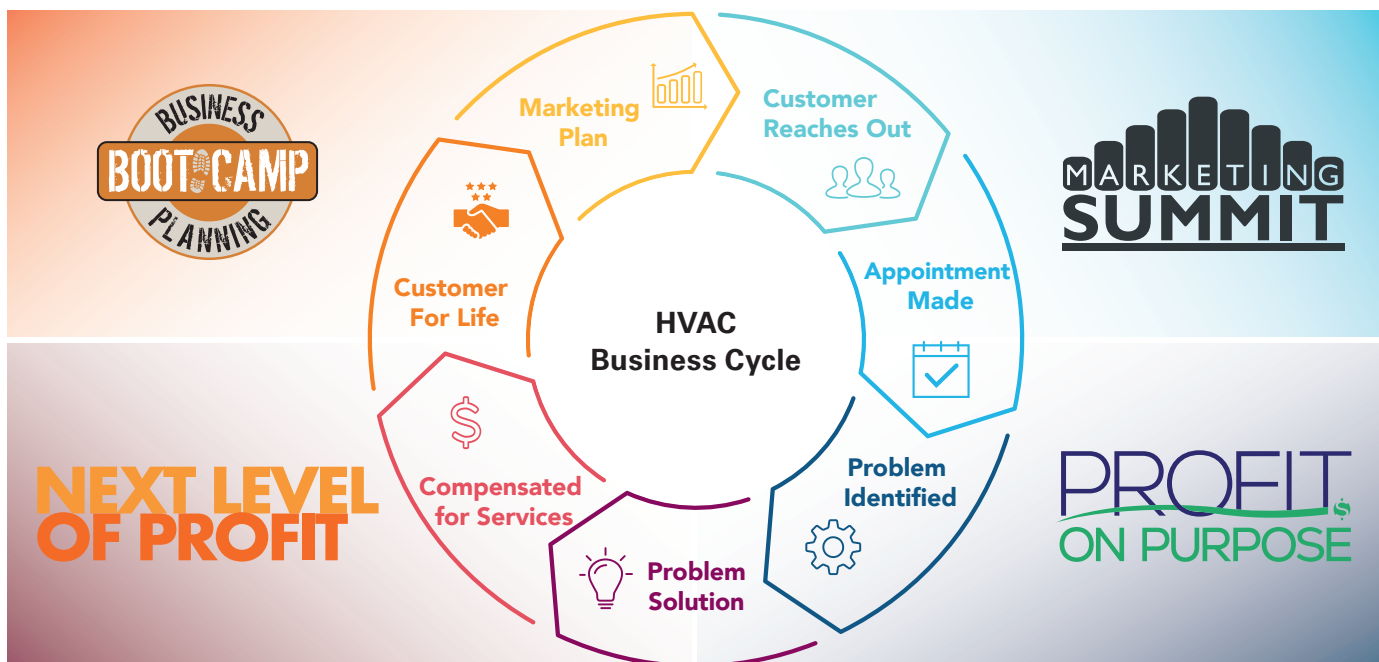 BUSINESS
BOOT CAMP
PLANNING
Marketing
Plan
Customer
Reaches Out
MARKETING
SUMMIT
Appointment
Made
Customer
For Life
HVAC
Business Cycle
$
Compensated
for Services
Problem
Identified
Problem
Solution
NEXT LEVEL
OF PROFIT
PROFIT$
ON PURPOSE